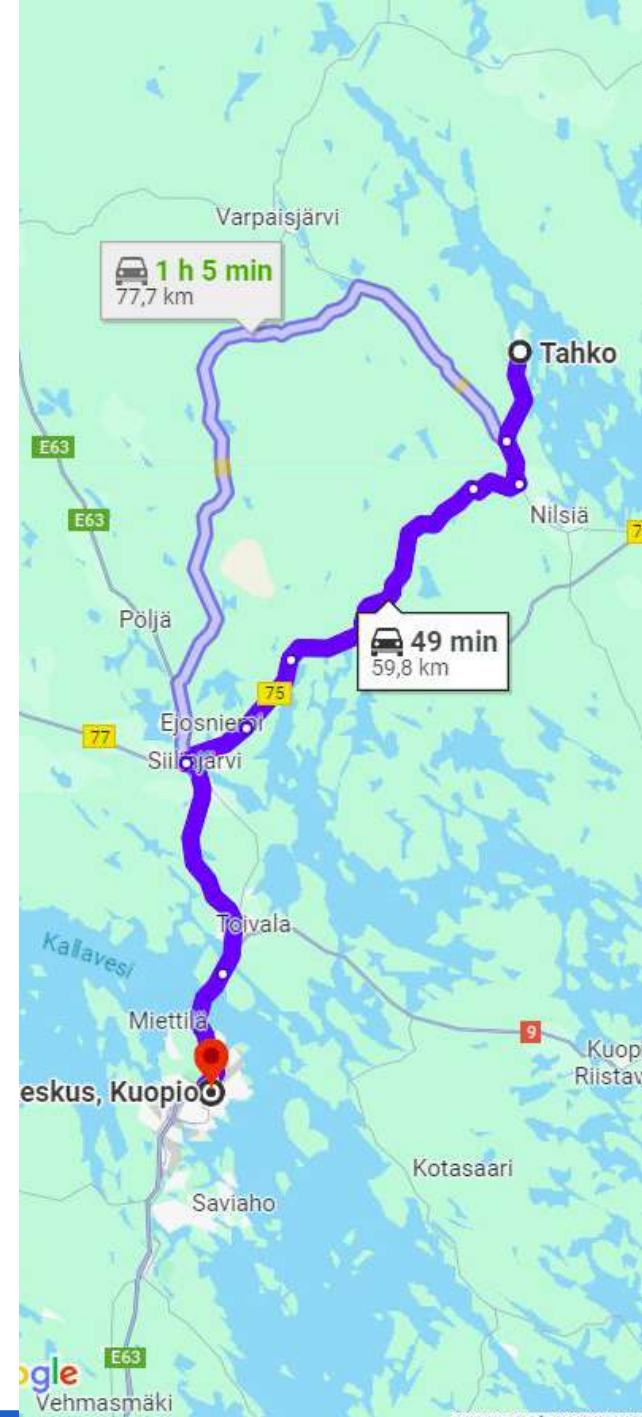 Varpaisjärvi
1 h 5 min
77,7 km
Tahko
E63
E63
Nilsiä
7
Pöljä
49 min
59,8 km
75
Ejosniemi
77
Siilinjärvi
Toivala
Kallavesi
Miettilä
9
Kuop
Riistav
eskus, Kuopio
Kotasaari
Saviaho
E63
ogle
Vehmasmäki